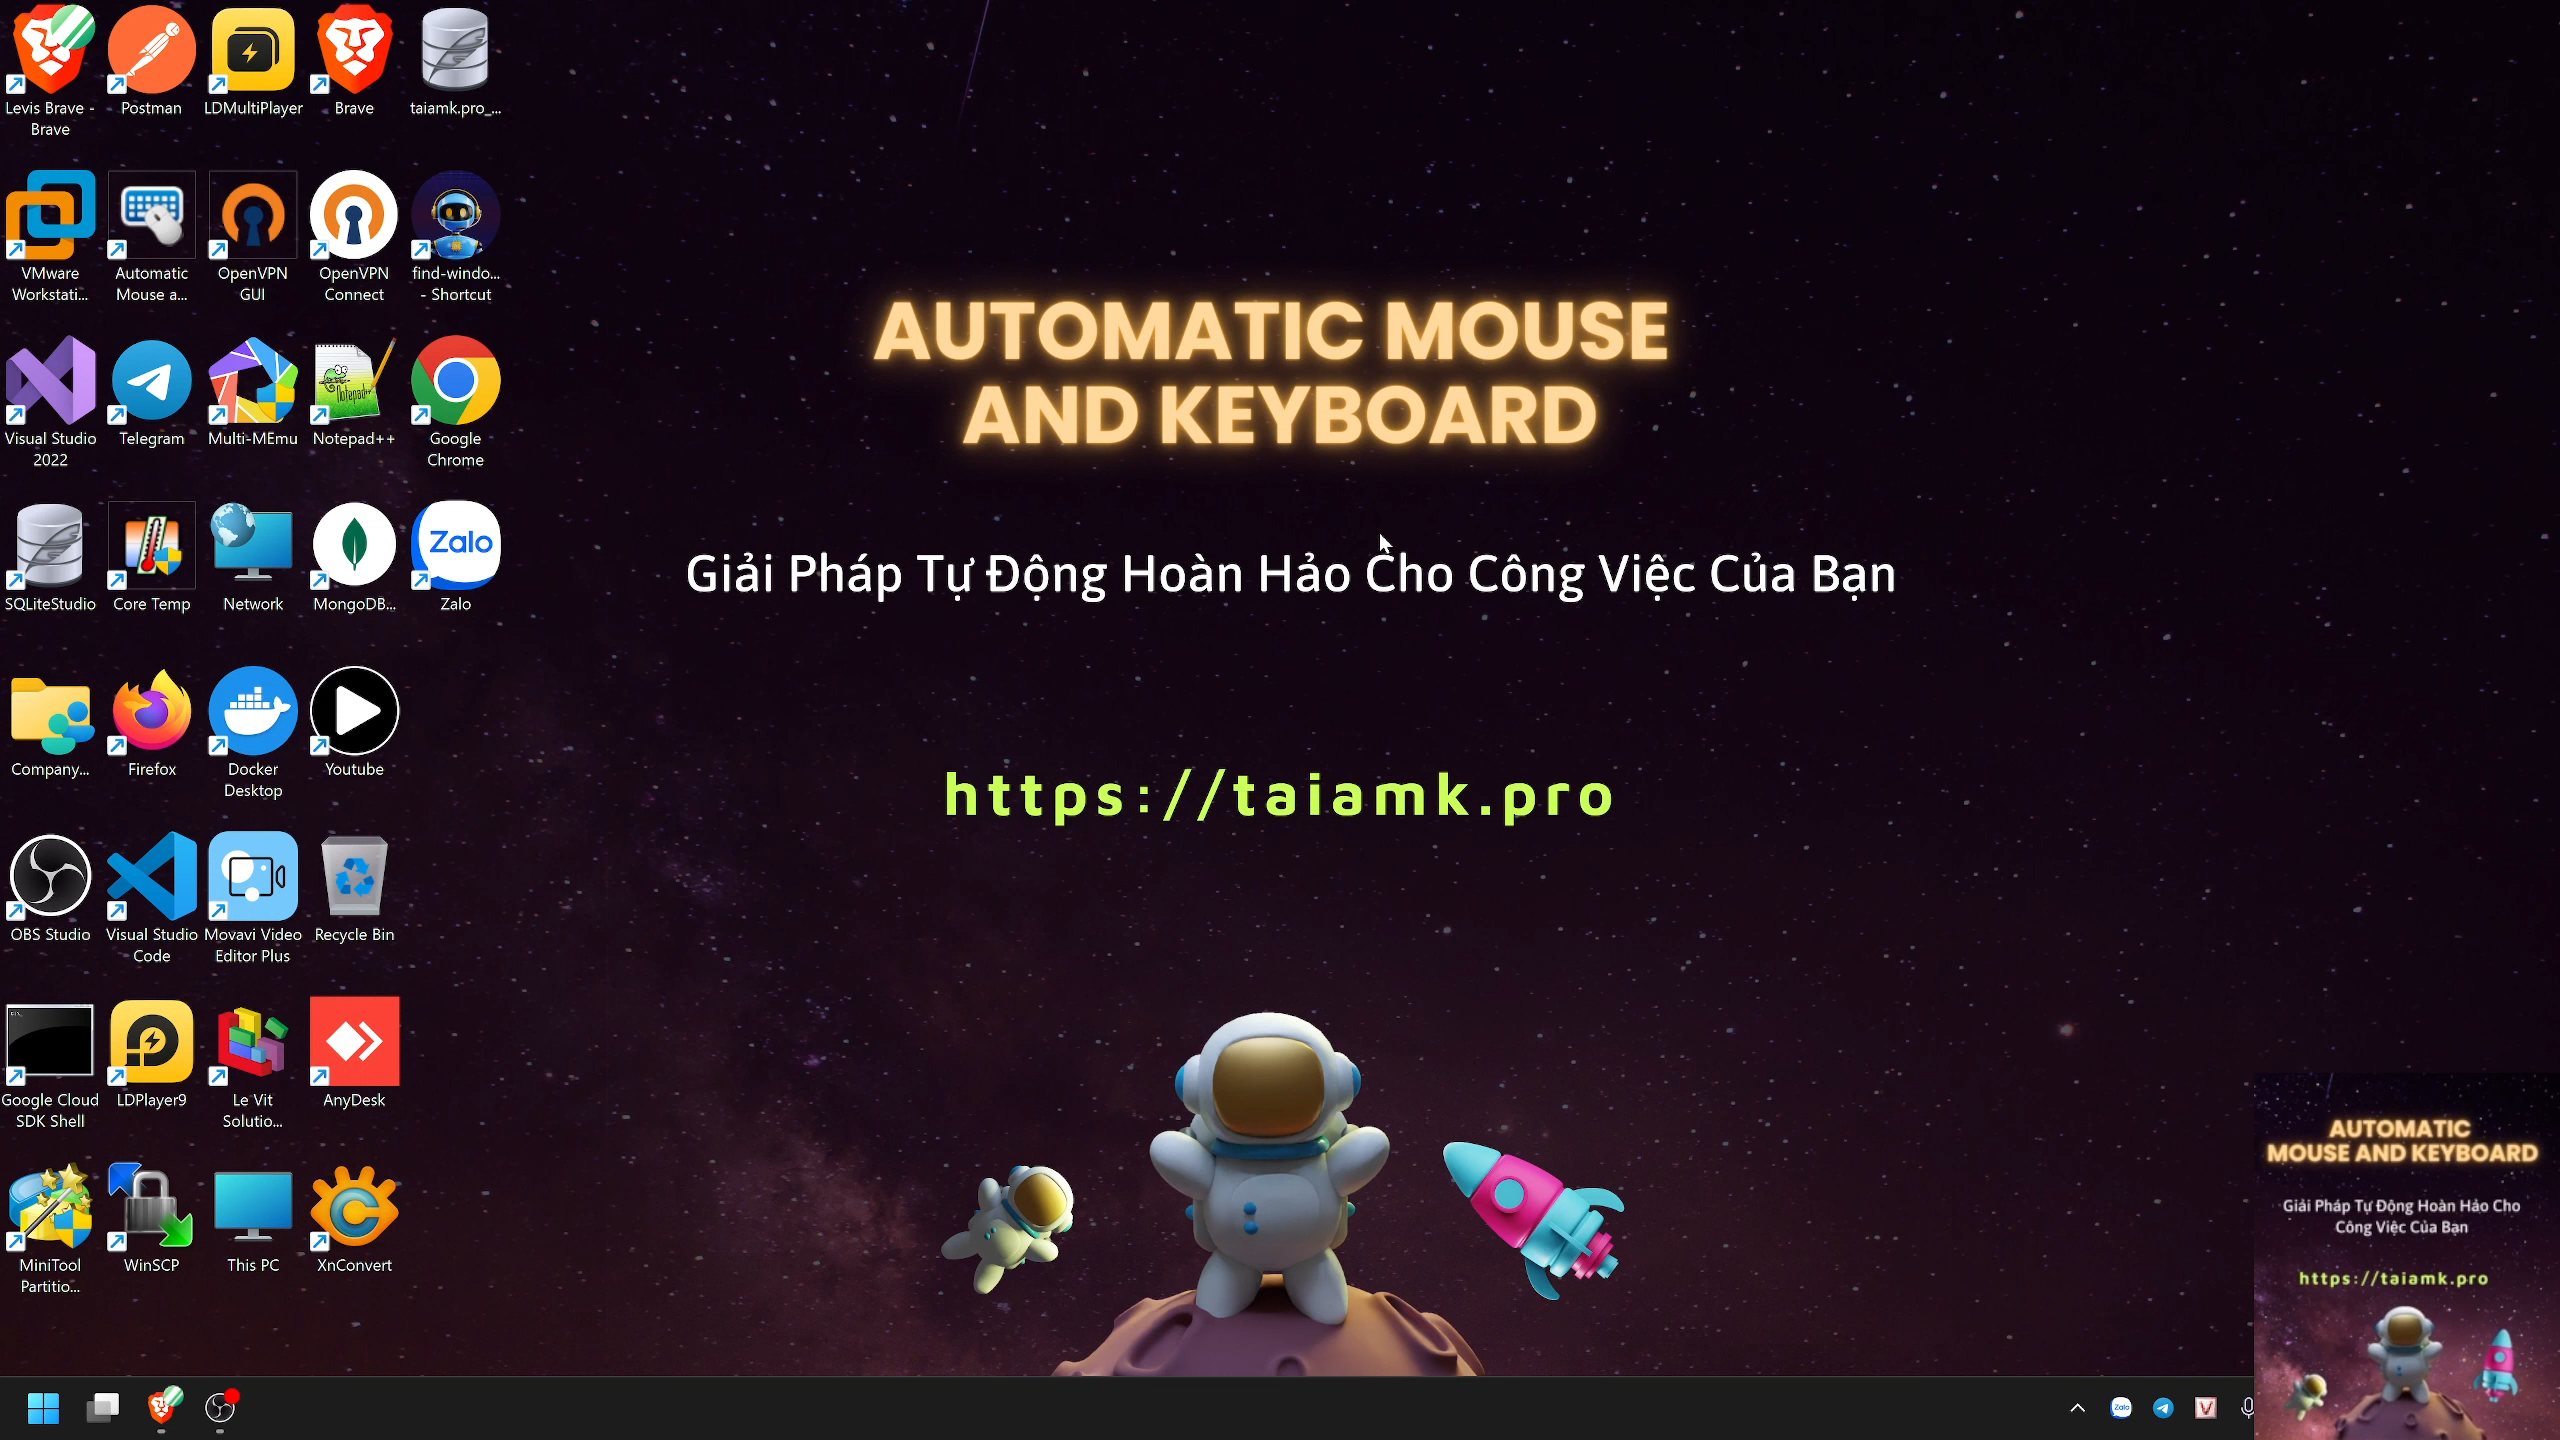 Levis Brave -
Brave
Postman
LDMultiPlayer
Brave
taiamk.pro_...
VMware
Workstati...
Automatic
Mouse a...
OpenVPN
GUI
OpenVPN
Connect
find-windo...
- Shortcut
Visual Studio
2022
Telegram
Multi-MEmu
Notepad++
Google
Chrome
SQLiteStudio
Core Temp
Network
MongoDB...
Zalo
Zalo
Company...
Firefox
Docker
Desktop
Youtube
OBS Studio
Visual Studio
Code
Movavi Video
Editor Plus
Recycle Bin
Google Cloud
SDK Shell
LDPlayer9
Le Vit
Solutio...
AnyDesk
MiniTool
Partitio...
WinSCP
This PC
XnConvert
AUTOMATIC MOUSE
AND KEYBOARD
Giải Pháp Tự Động Hoàn Hảo Cho Công Việc Của Bạn
https://taiamk.pro
AUTOMATIC
MOUSE AND KEYBOARD
Giải Pháp Tự Động Hoàn Hảo Cho
Công Việc Của Bạn
https://taiamk.pro
Zalo
V